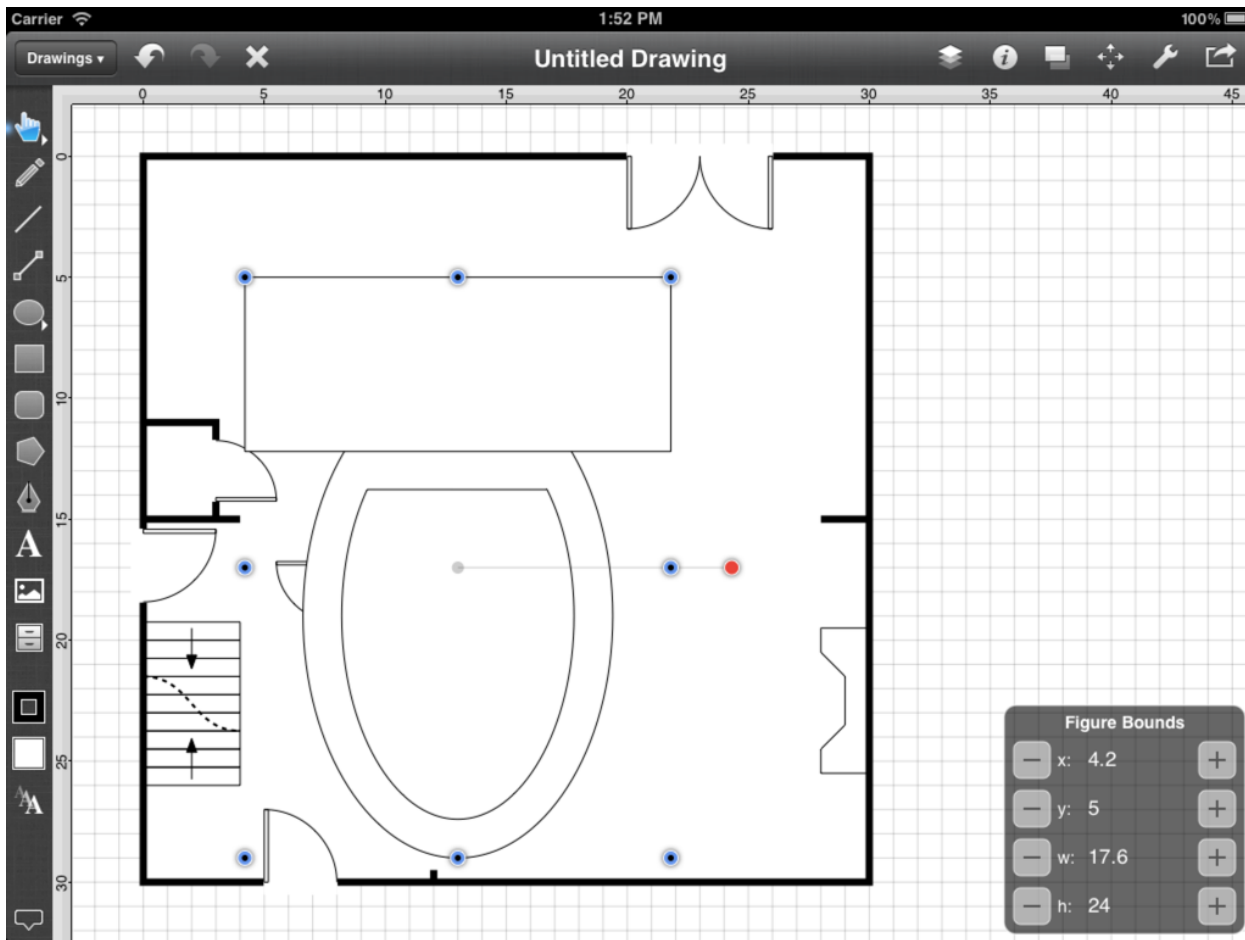 Carrier 1:52 PM 100%
Drawings ▾ Untitled Drawing
0 5 10 15 20 25 30 35 40 45
0
5
10
15
20
25
30
A
AAA
Figure Bounds
− x: 4.2 +
− y: 5 +
− w: 17.6 +
− h: 24 +